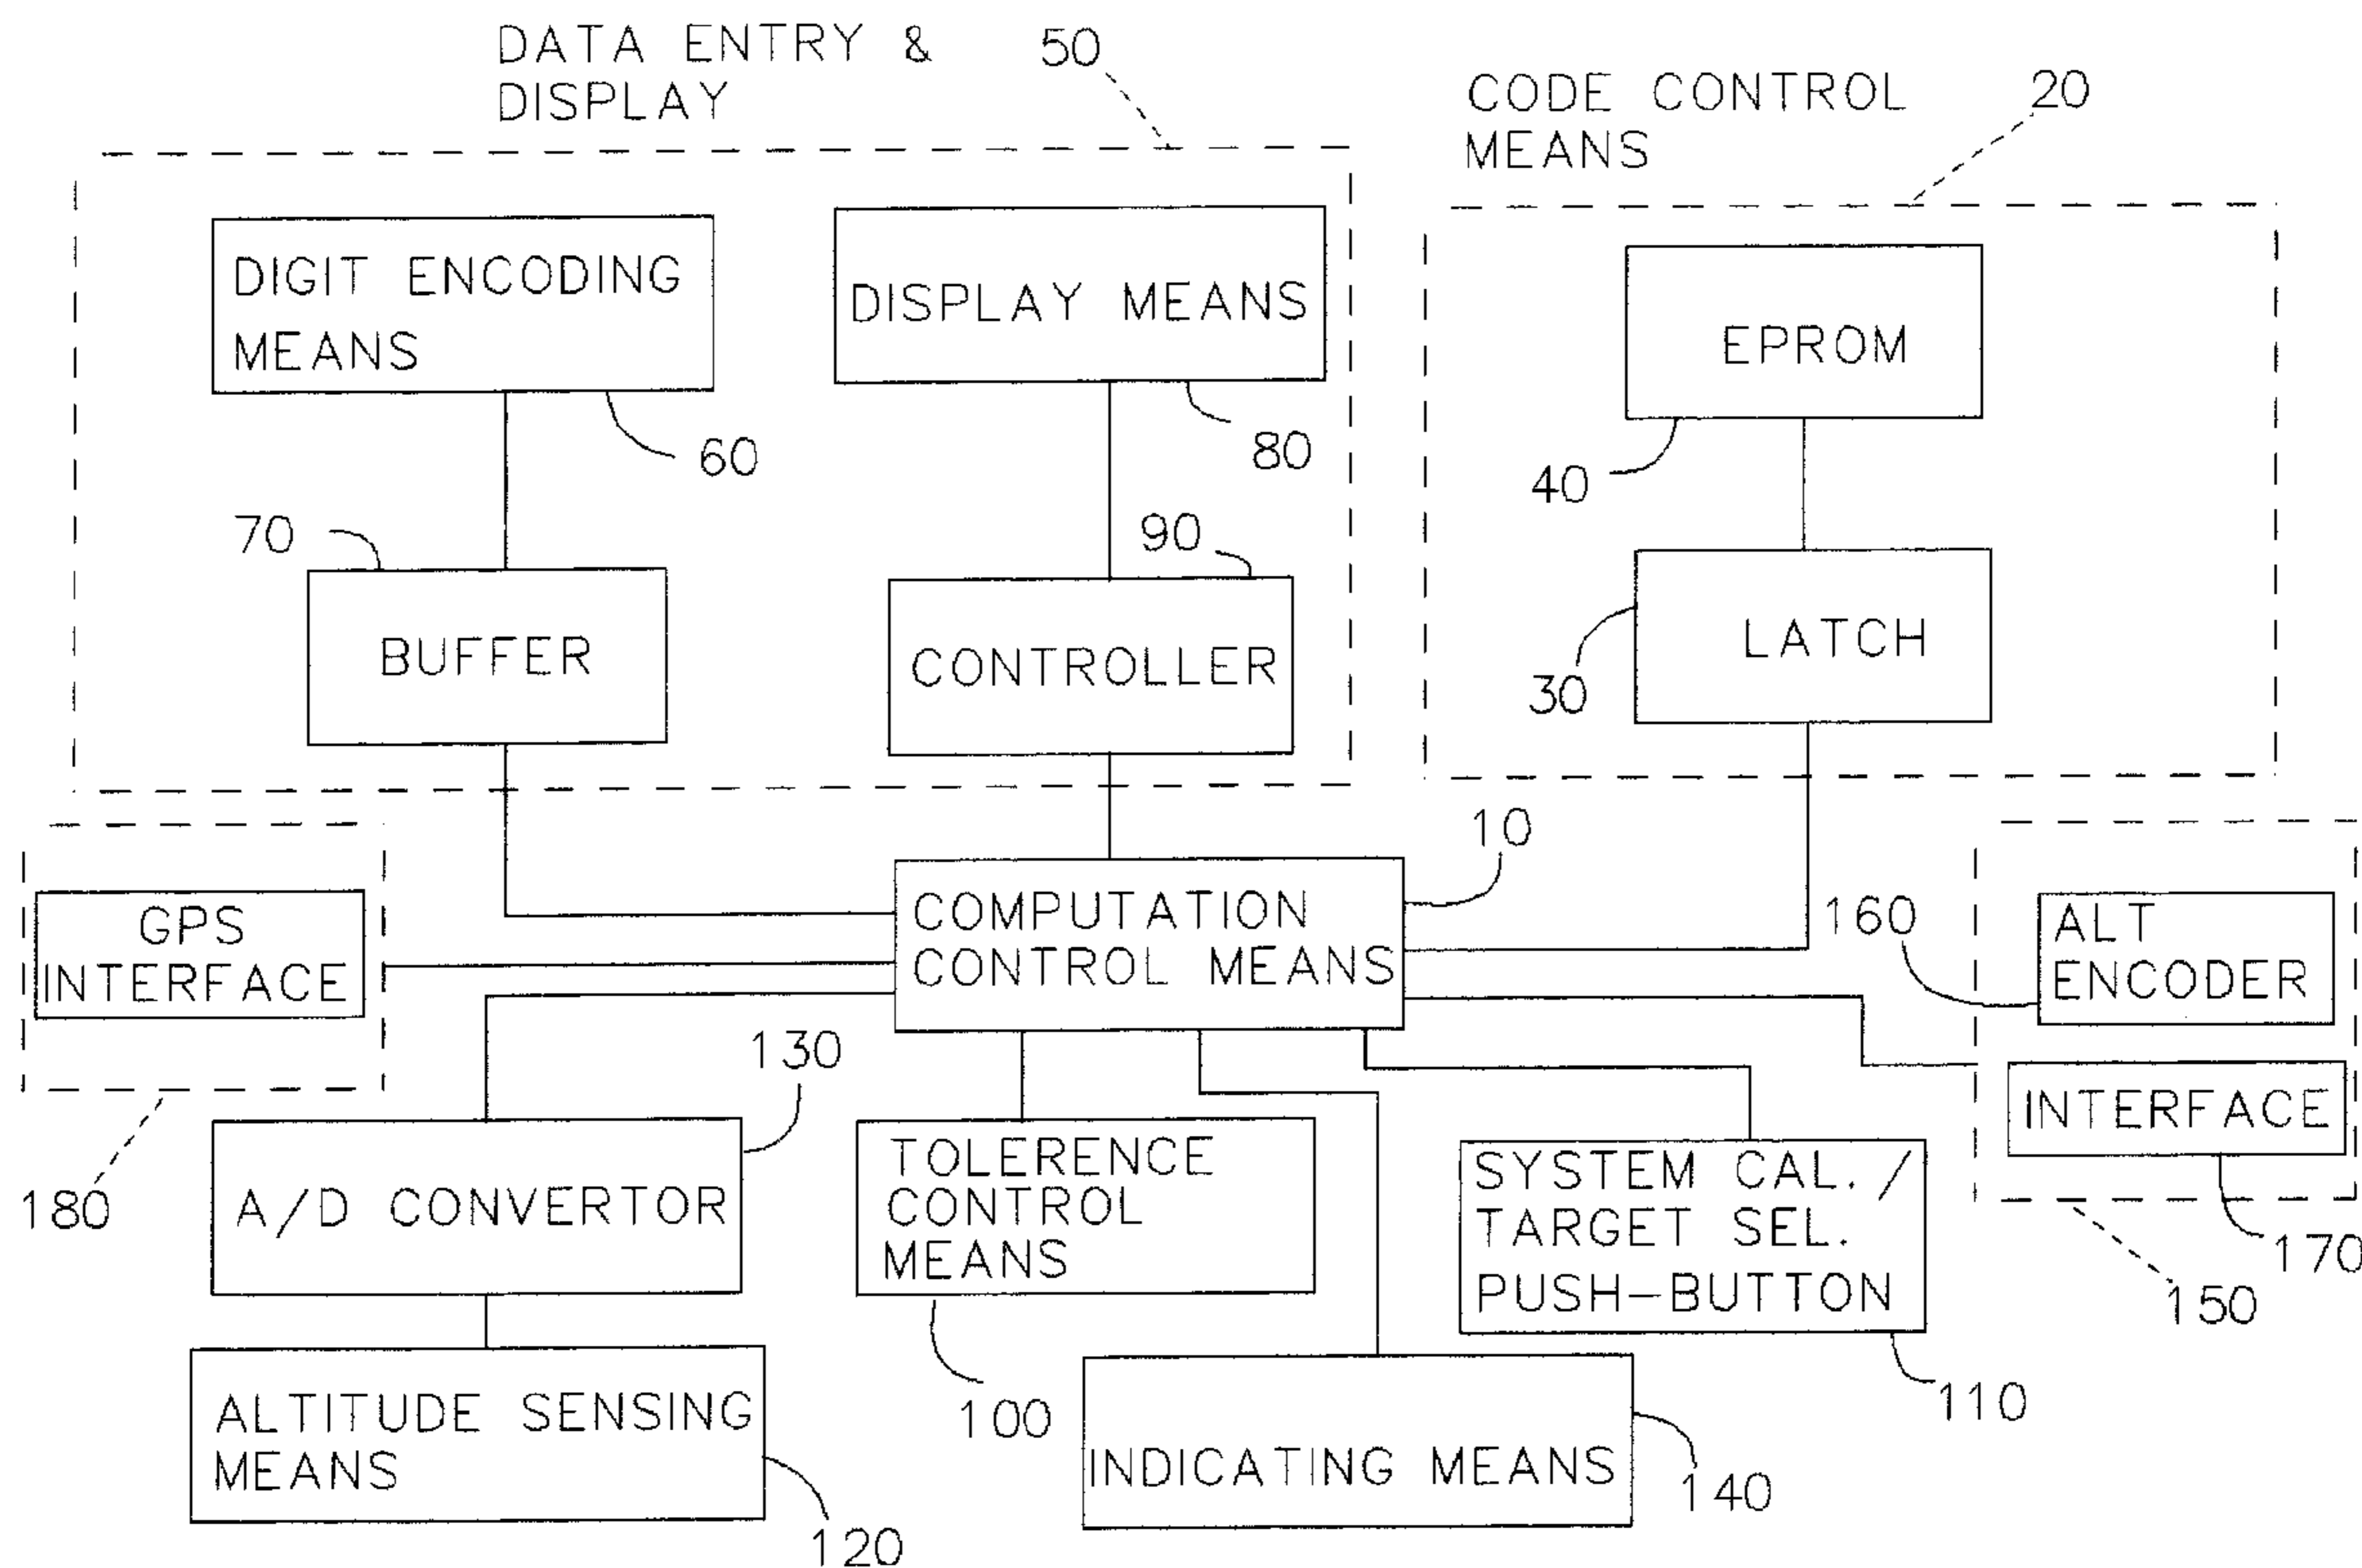 DATA ENTRY &
DISPLAY
50
CODE CONTROL
MEANS
20
DIGIT ENCODING
MEANS
60
DISPLAY MEANS
80
EPROM
40
70
BUFFER
90
CONTROLLER
LATCH
30
10
GPS
INTERFACE
COMPUTATION
CONTROL MEANS
160
ALT
ENCODER
INTERFACE
170
150
180
130
A/D CONVERTOR
TOLERENCE
CONTROL
MEANS
100
SYSTEM CAL. /
TARGET SEL.
PUSH-BUTTON
110
ALTITUDE SENSING
MEANS
120
INDICATING MEANS
140